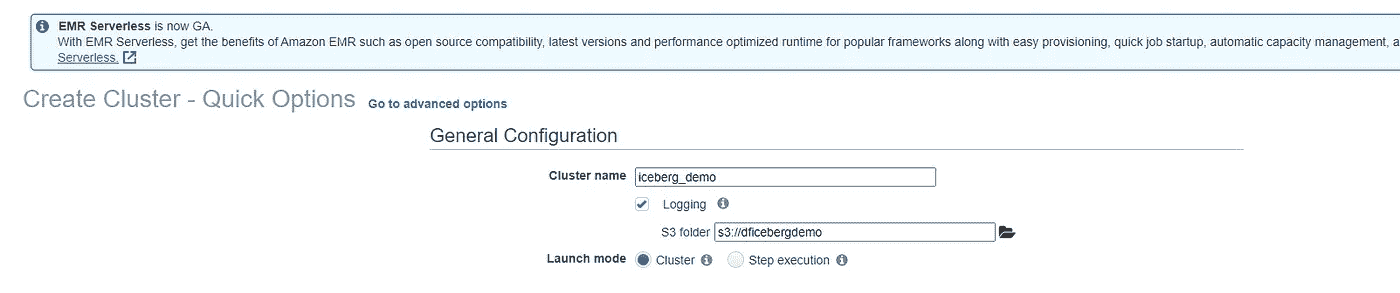 EMR Serverless is now GA.
With EMR Serverless, get the benefits of Amazon EMR such as open source compatibility, latest versions and performance optimized runtime for popular frameworks along with easy provisioning, quick job startup, automatic capacity management, a
Serverless.
Create Cluster - Quick Options Go to advanced options
General Configuration
Cluster name iceberg_demo
Logging
S3 folder s3://dficebergdemo
Launch mode Cluster Step execution